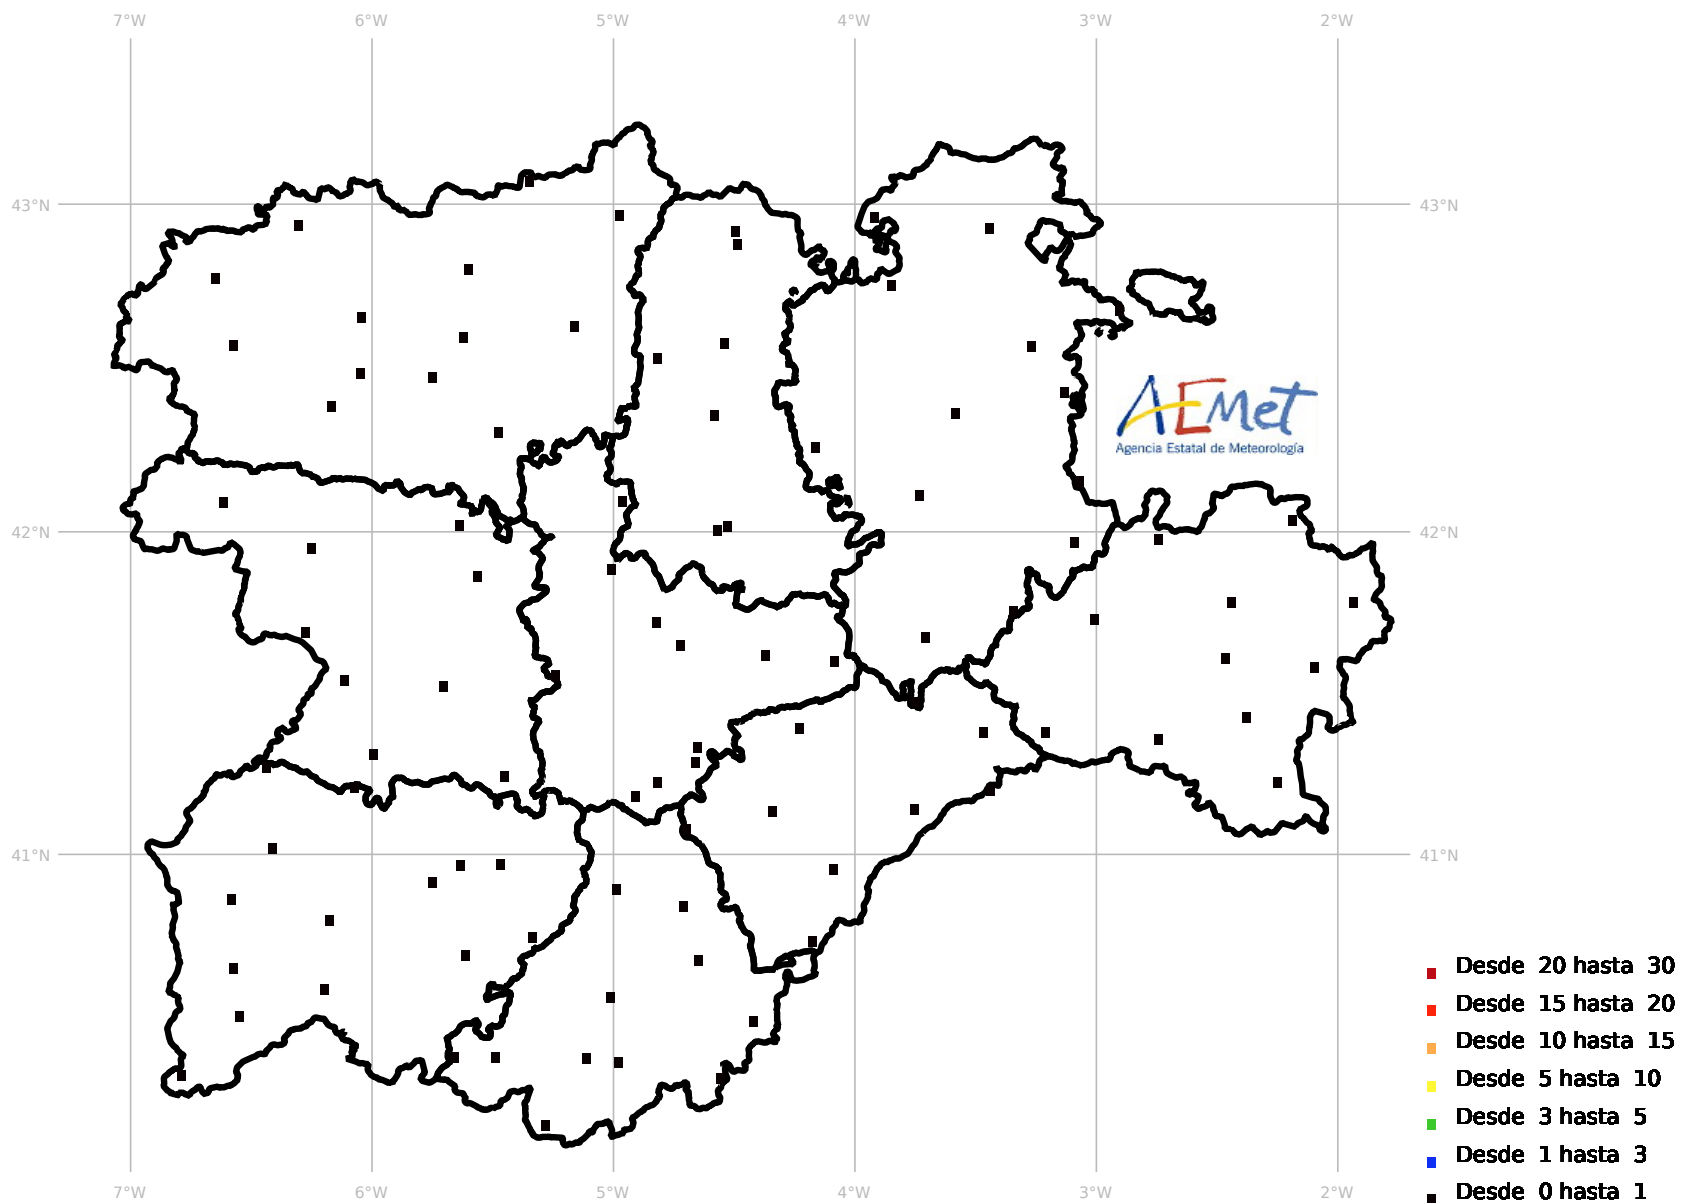 7°W 6°W 5°W 4°W 3°W 2°W
43°N 43°N
AEMet
Agencia Estatal de Meteorología
42°N 42°N
41°N 41°N
Desde 20 hasta 30
Desde 15 hasta 20
Desde 10 hasta 15
Desde 5 hasta 10
Desde 3 hasta 5
Desde 1 hasta 3
Desde 0 hasta 1
7°W 6°W 5°W 4°W 3°W 2°W